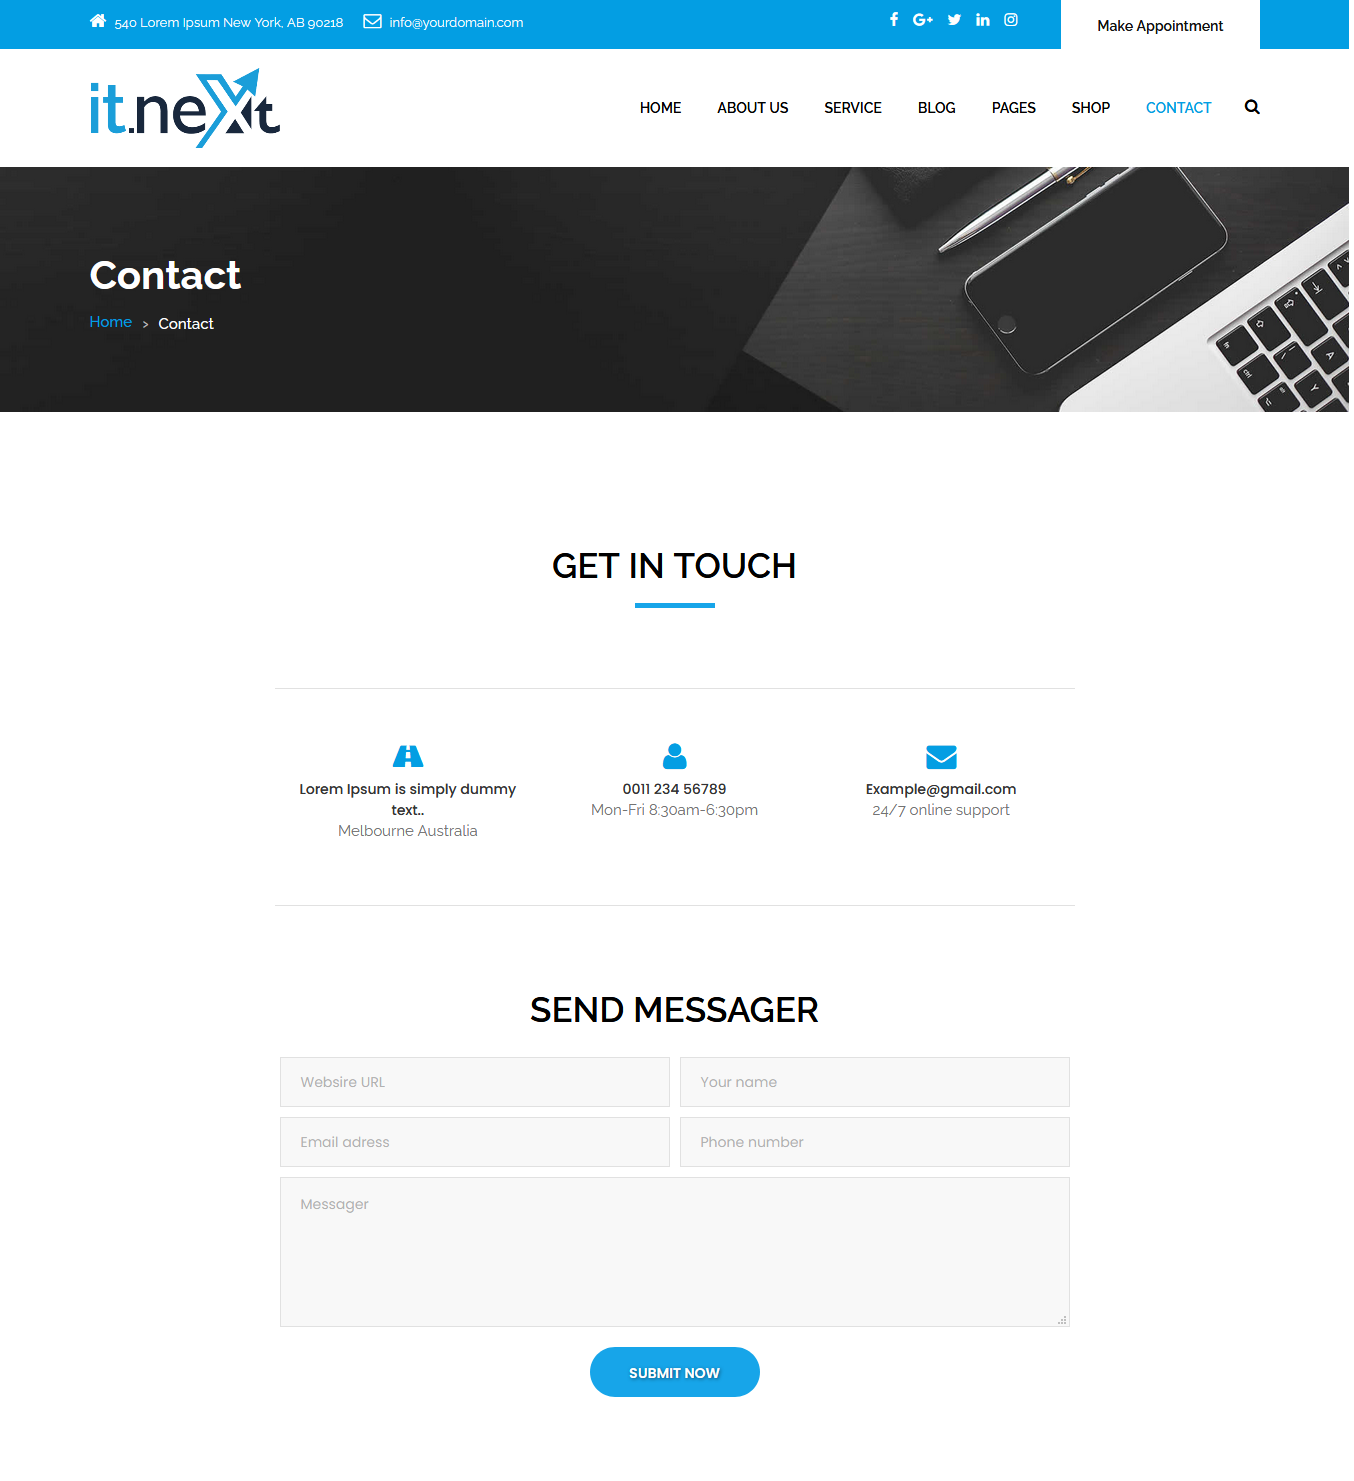 540 Lorem Ipsum New York, AB 90218
info@yourdomain.com
Make Appointment
it.next
HOME
ABOUT US
SERVICE
BLOG
PAGES
SHOP
CONTACT
Contact
Home > Contact
GET IN TOUCH
Lorem Ipsum is simply dummy
text..
Melbourne Australia
0011 234 56789
Mon-Fri 8:30am-6:30pm
Example@gmail.com
24/7 online support
SEND MESSAGER
Websire URL
Your name
Email adress
Phone number
Messager
SUBMIT NOW